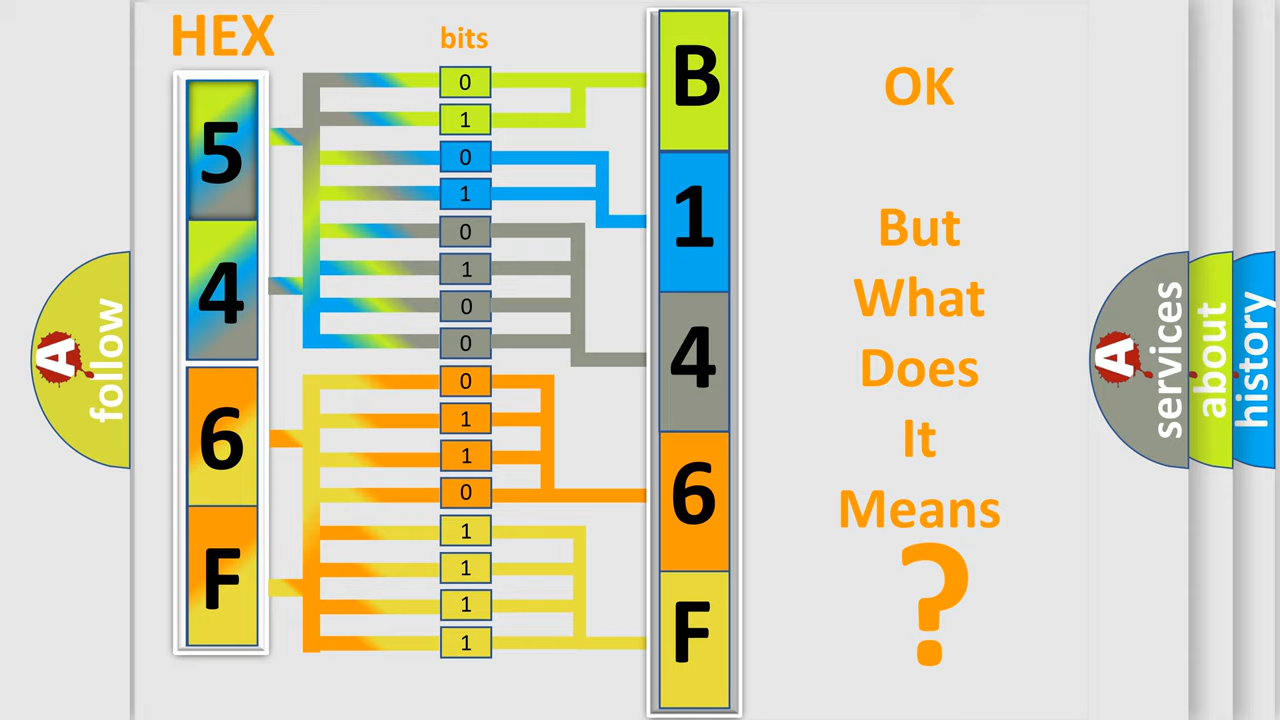 HEX
bits
5
4
6
F
0
1
0
1
0
1
0
0
0
1
1
0
1
1
1
1
B
1
4
6
F
OK
But
What
Does
It
Means
?
A
follow
A
services
about
history